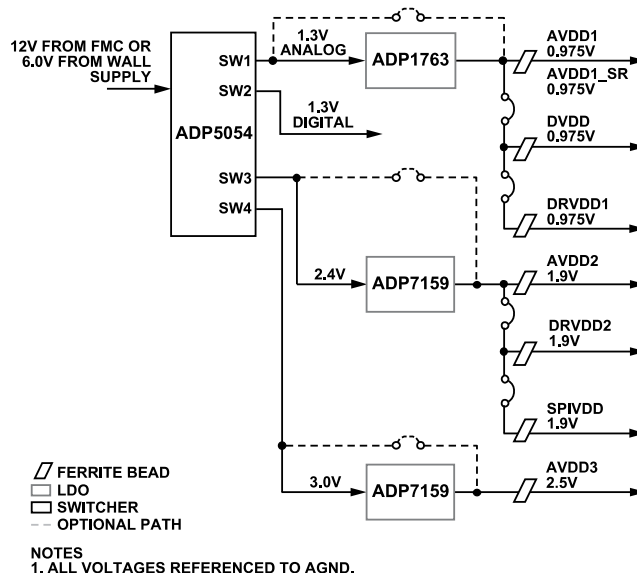 12V FROM FMC OR
6.0V FROM WALL
SUPPLY
ADP5054
SW1
SW2
SW3
SW4
1.3V
ANALOG
1.3V
DIGITAL
ADP1763
AVDD1
0.975V
AVDD1_SR
0.975V
DVDD
0.975V
DRVDD1
0.975V
2.4V
ADP7159
AVDD2
1.9V
DRVDD2
1.9V
SPIVDD
1.9V
3.0V
ADP7159
AVDD3
2.5V
FERRITE BEAD
LDO
SWITCHER
OPTIONAL PATH
NOTES
1. ALL VOLTAGES REFERENCED TO AGND.